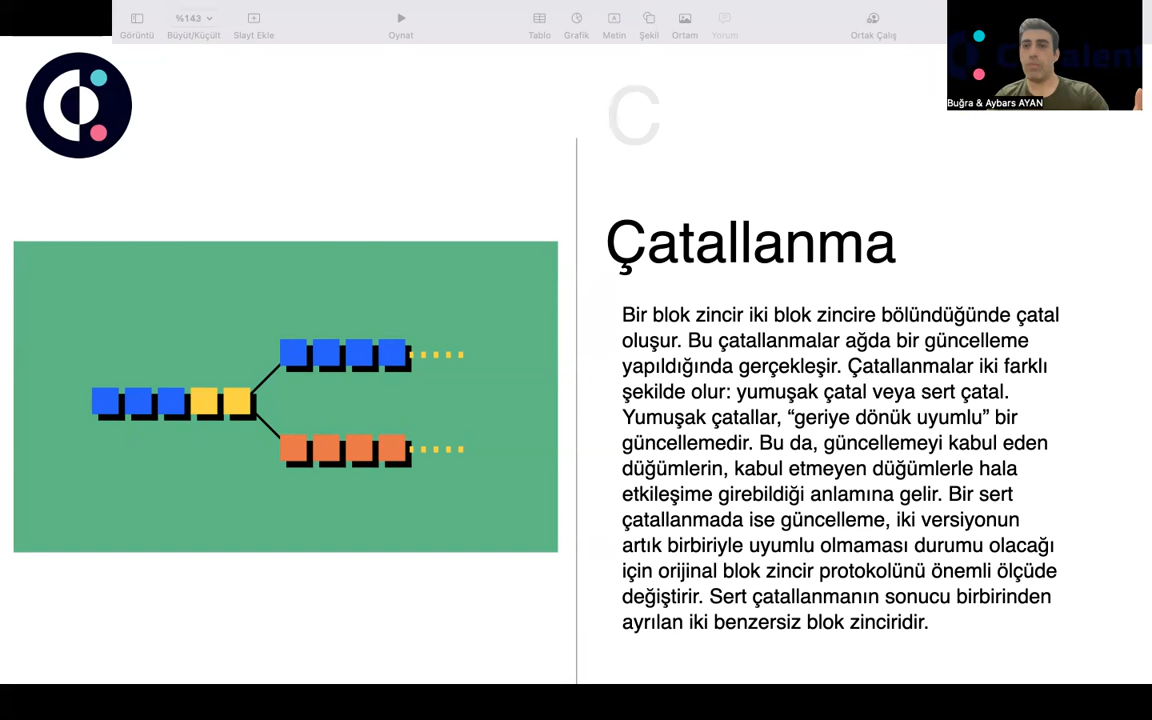 %143
Görüntü
Büyüt/Küçült
Slayt Ekle
Oynat
Tablo
Grafik
Metin
Şekil
Ortam
Yorum
Ortak Çalış
Buğra & Aybars AYAN
C
Çatallanma
Bir blok zincir iki blok zincire bölündüğünde çatal
oluşur. Bu çatallanmalar ağda bir güncelleme
yapıldığında gerçekleşir. Çatallanmalar iki farklı
şekilde olur: yumuşak çatal veya sert çatal.
Yumuşak çatallar, “geriye dönük uyumlu” bir
güncellemedir. Bu da, güncellemeyi kabul eden
düğümlerin, kabul etmeyen düğümlerle hala
etkileşime girebildiği anlamına gelir. Bir sert
çatallanmada ise güncelleme, iki versiyonun
artık birbiriyle uyumlu olmaması durumu olacağı
için orijinal blok zincir protokolünü önemli ölçüde
değiştirir. Sert çatallanmanın sonucu birbirinden
ayrılan iki benzersiz blok zinciridir.